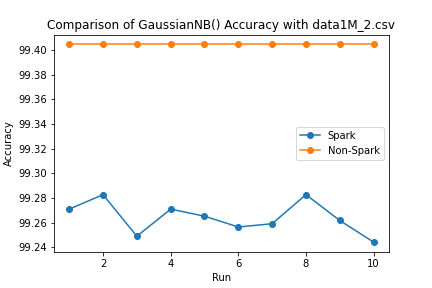 Comparison of GaussianNB() Accuracy with data1M_2.csv
99.40
99.38
99.36
99.34
99.32
99.30
99.28
99.26
99.24
Accuracy
Spark
Non-Spark
2 4 6 8 10
Run